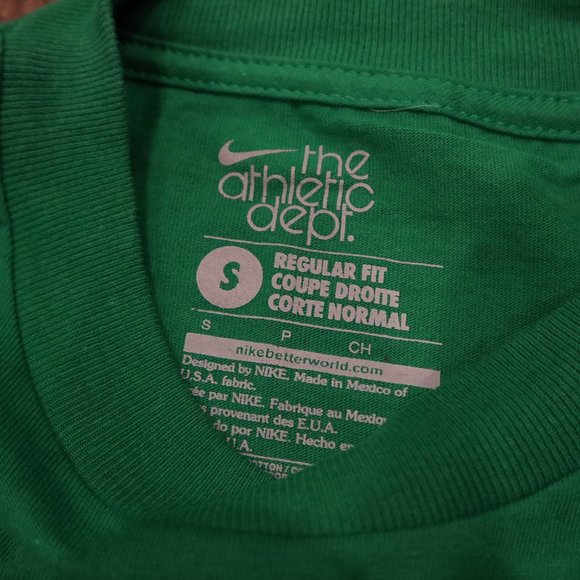 the
athletic
dept.
S
REGULAR FIT
COUPE DROITE
CORTE NORMAL
S P CH
nikebetterworld.com
Designed by NIKE. Made in Mexico of
U.S.A. fabric.
par NIKE. Fabrique au
provenant des E.U.A.
por NIKE. Hecho en